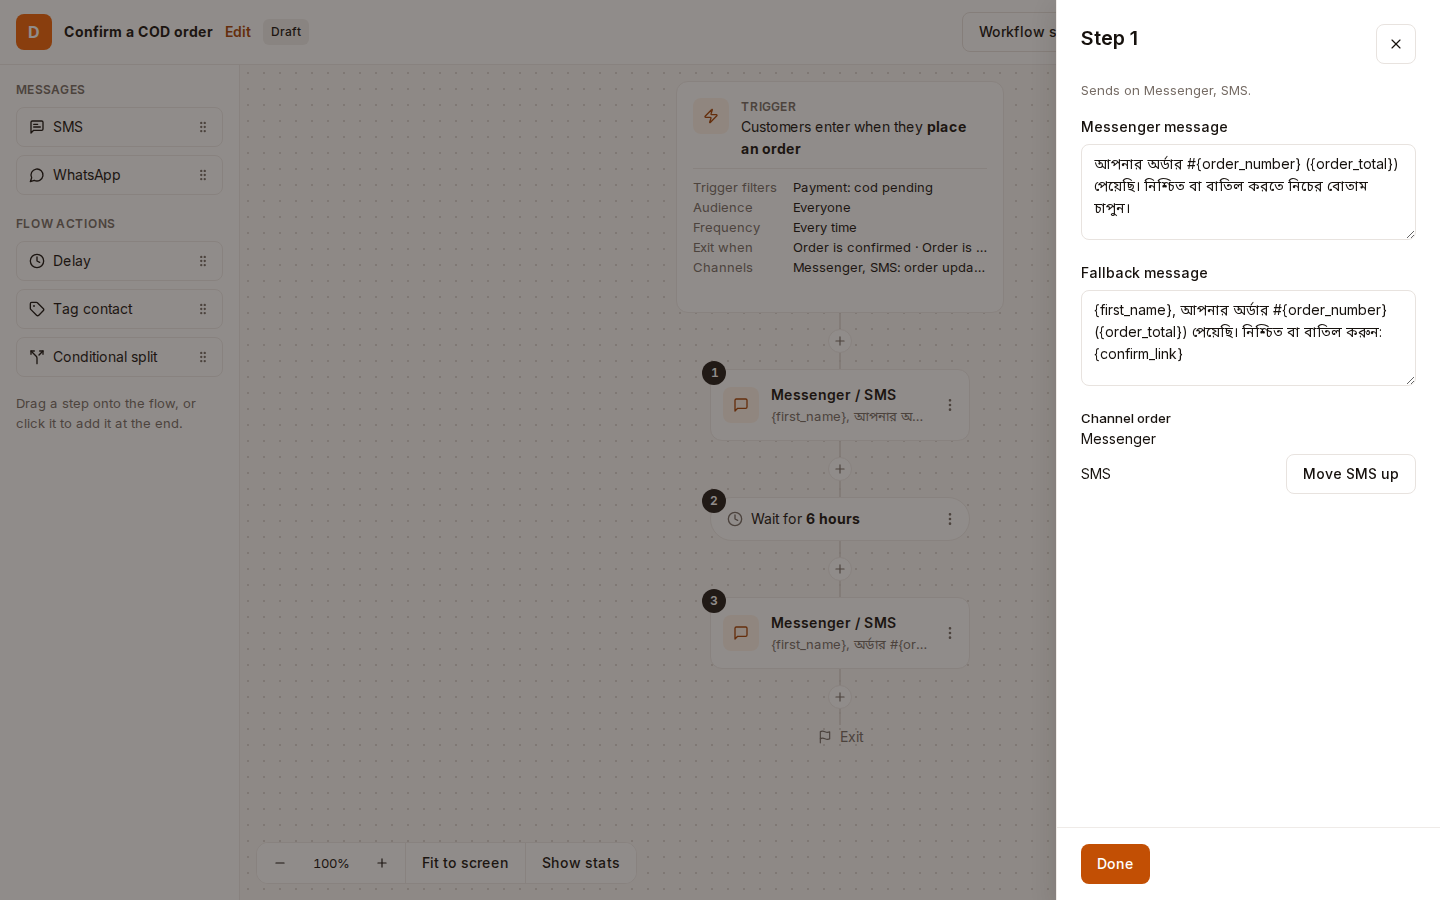 D
Confirm a COD order Edit Draft
Workflow s
MESSAGES
SMS
WhatsApp
FLOW ACTIONS
Delay
Tag contact
Conditional split
Drag a step onto the flow, or
click it to add it at the end.
TRIGGER
Customers enter when they place
an order
Trigger filters Payment: cod pending
Audience Everyone
Frequency Every time
Exit when Order is confirmed · Order is ...
Channels Messenger, SMS: order upda...
1
Messenger / SMS
{first_name}, আপনার অ...
2
Wait for 6 hours
3
Messenger / SMS
{first_name}, অর্ডার #{or...
Exit
100%
Fit to screen
Show stats
Step 1
Sends on Messenger, SMS.
Messenger message
আপনার অর্ডার #{order_number} ({order_total})
পেয়েছি। নিশ্চিত বা বাতিল করতে নিচের বোতাম
চাপুন।
Fallback message
{first_name}, আপনার অর্ডার #{order_number}
({order_total}) পেয়েছি। নিশ্চিত বা বাতিল করুন:
{confirm_link}
Channel order
Messenger
SMS
Move SMS up
Done